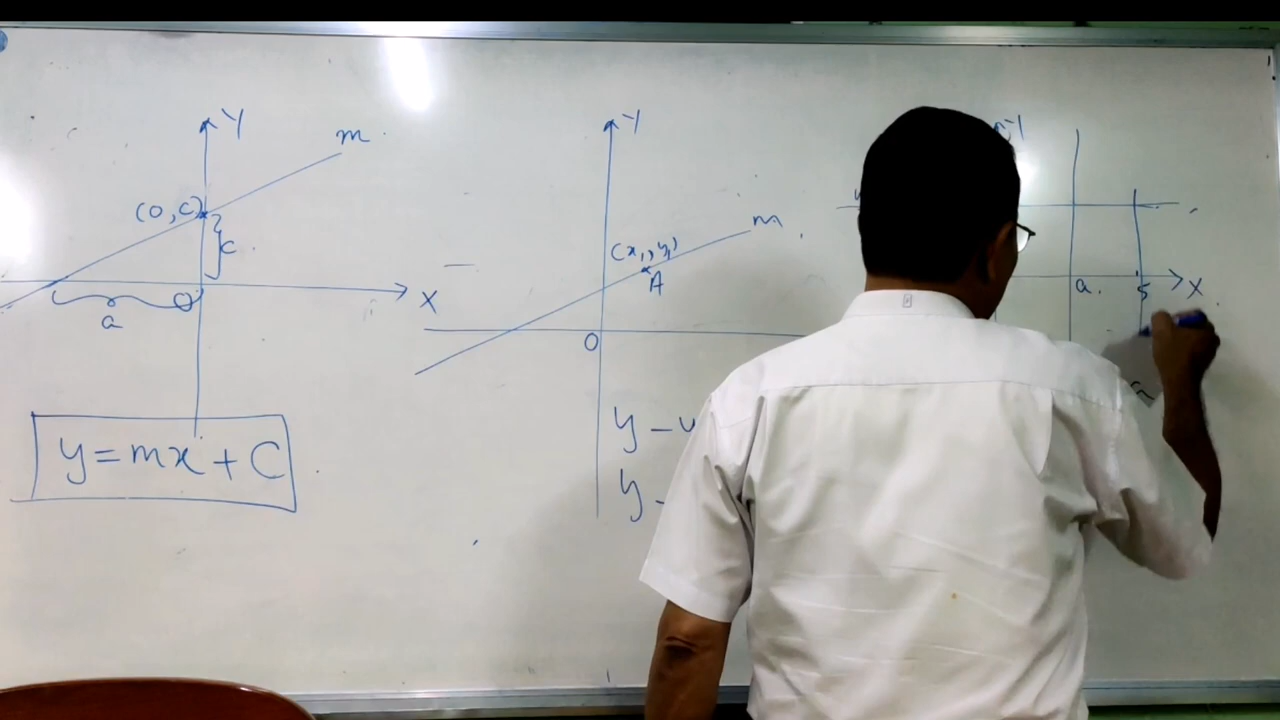 Y
m
(0, C)
C
X
a
O
y = mx + C
Y
m
(x₁, y₁)
A
O
y -
y -
Y
a
5
X